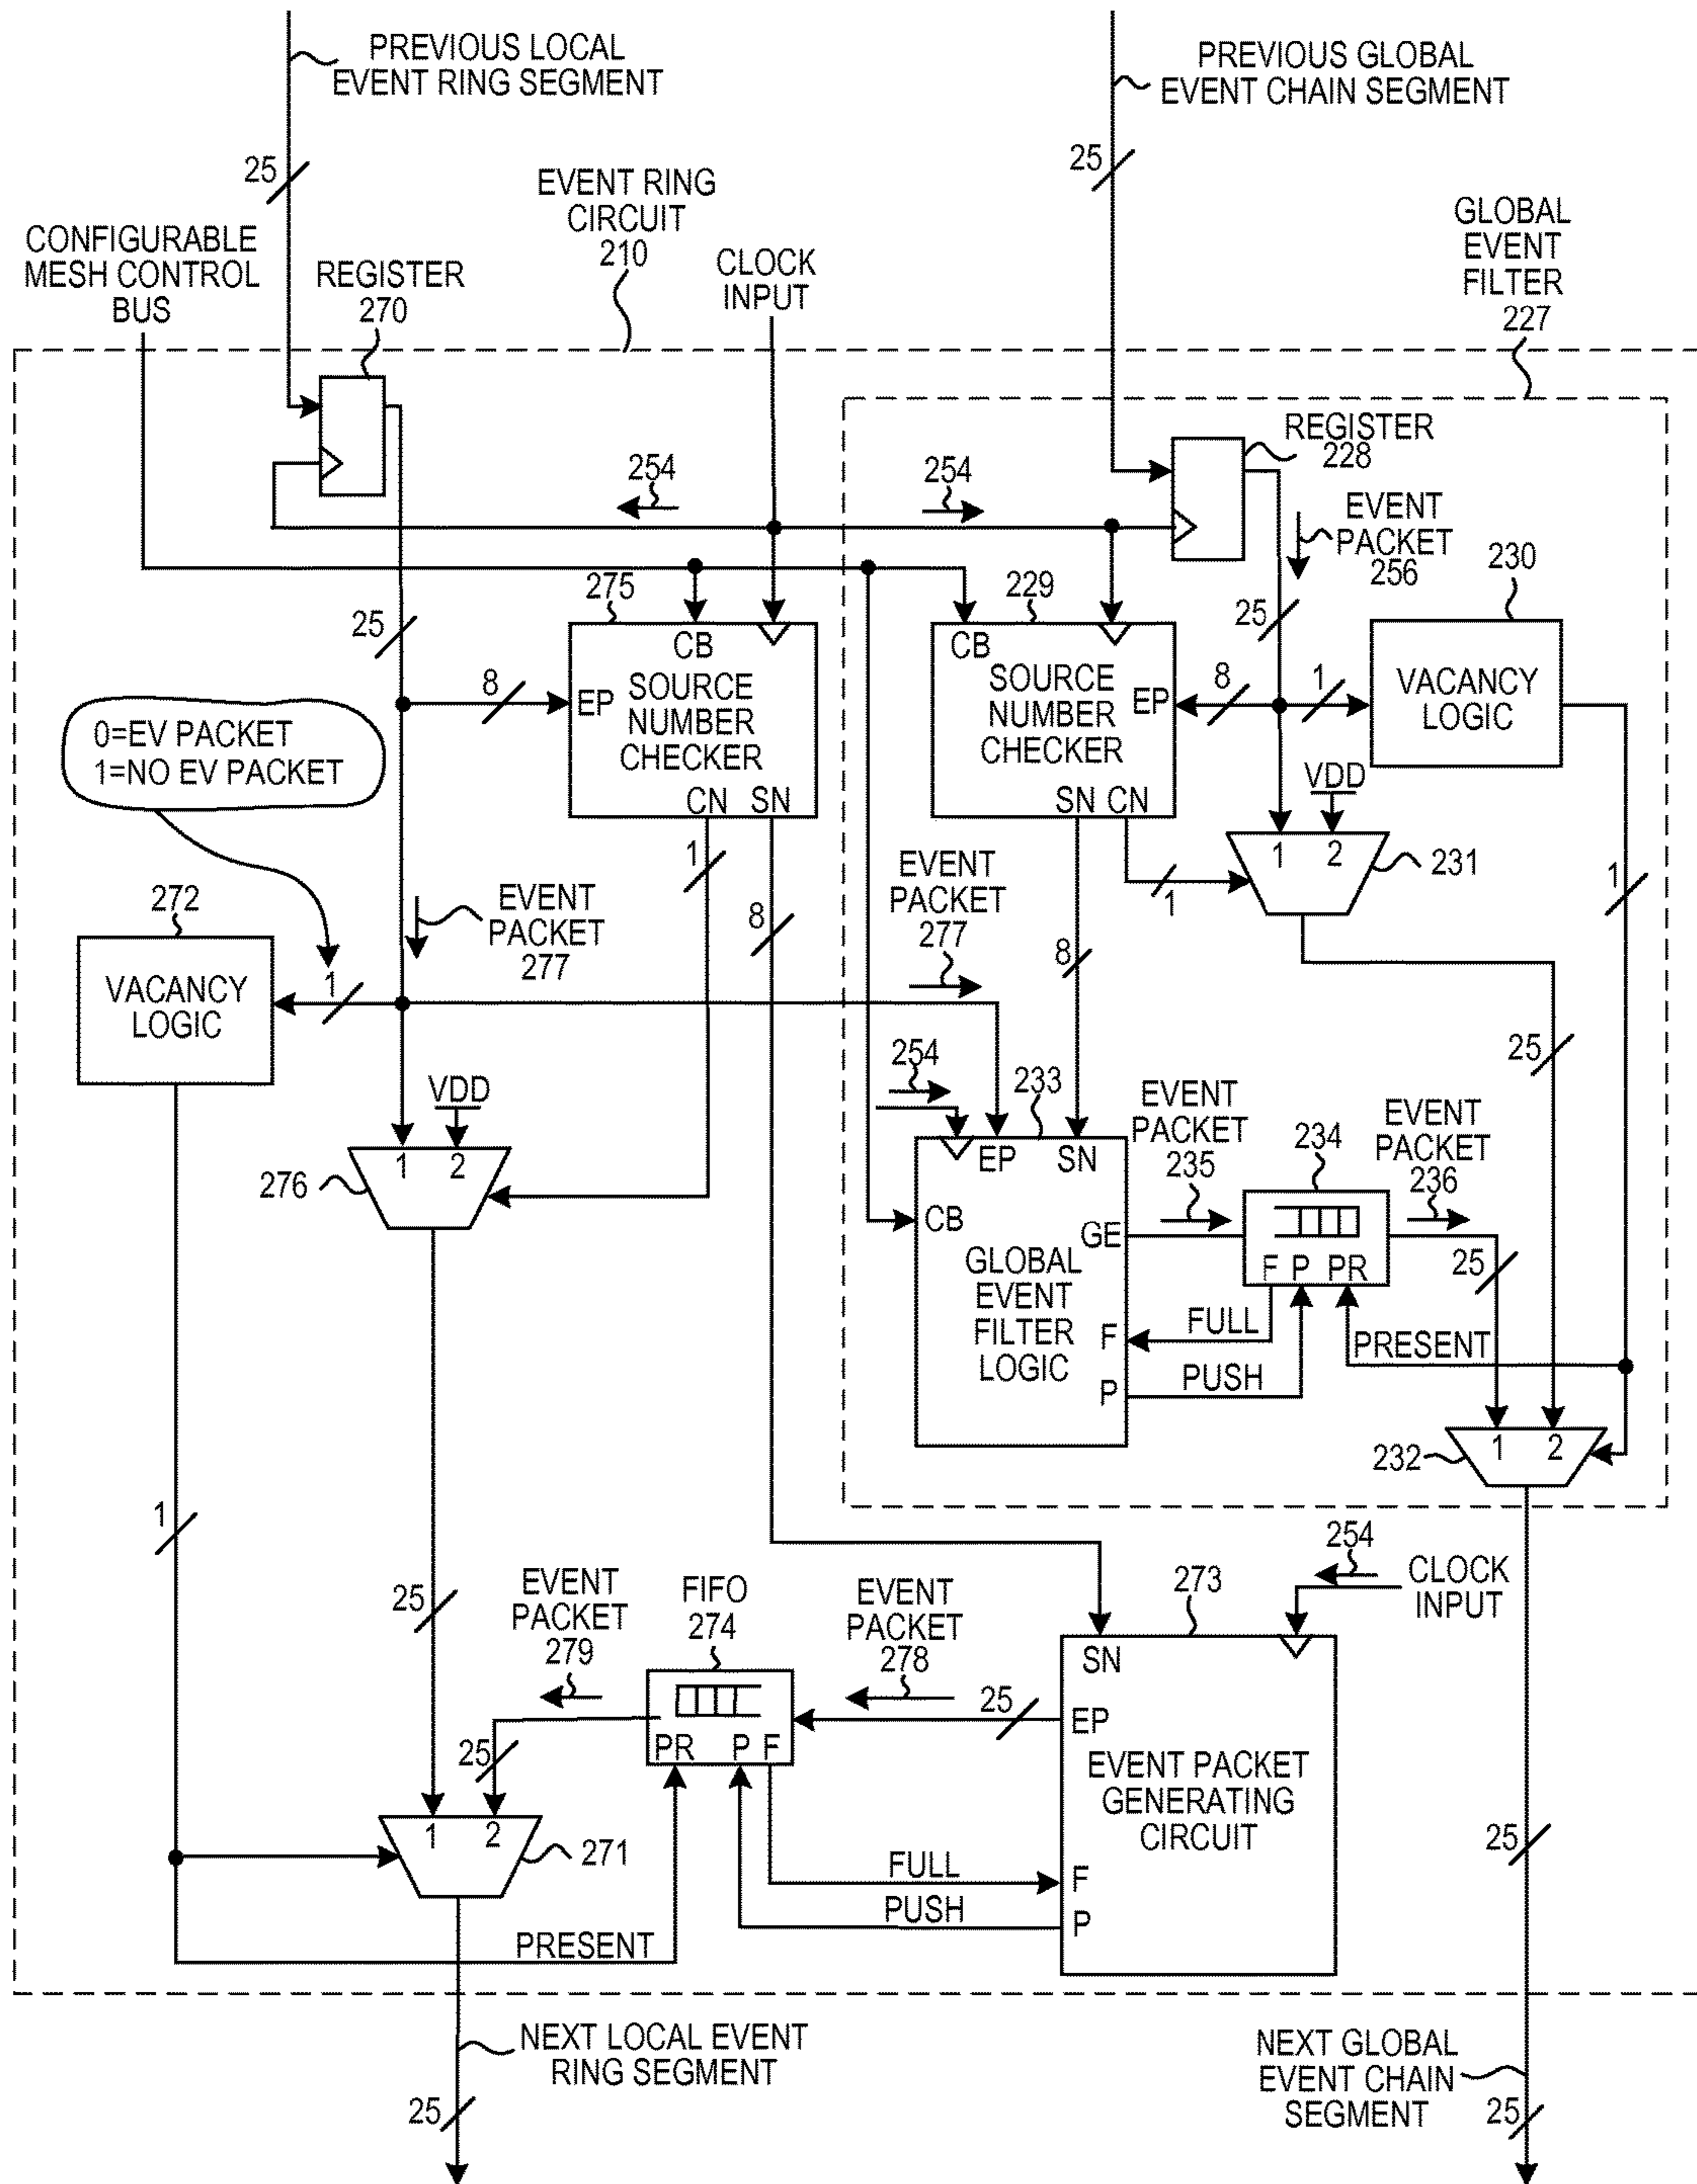 PREVIOUS LOCAL
EVENT RING SEGMENT
PREVIOUS GLOBAL
EVENT CHAIN SEGMENT
25
25
EVENT RING
CIRCUIT
210
GLOBAL
EVENT
FILTER
227
CONFIGURABLE
MESH CONTROL
BUS
REGISTER
270
CLOCK
INPUT
REGISTER
228
254
254
EVENT
PACKET
256
230
275
229
25
25
CB
CB
8
EP
SOURCE
NUMBER
CHECKER
CN SN
SOURCE
NUMBER
CHECKER
EP
SN CN
8
1
VACANCY
LOGIC
VDD
0=EV PACKET
1=NO EV PACKET
1
2
231
1
1
8
1
EVENT
PACKET
277
8
272
VACANCY
LOGIC
1
EVENT
PACKET
277
25
254
233
VDD
1
2
276
EP
SN
CB
GE
GLOBAL
EVENT
FILTER
LOGIC
F
P
EVENT
PACKET
235
234
EVENT
PACKET
236
F P PR
25
FULL
PUSH
PRESENT
1
2
232
1
25
254
CLOCK
INPUT
EVENT
PACKET
279
FIFO
274
EVENT
PACKET
278
273
SN
25
EP
PR P F
25
EVENT PACKET
GENERATING
CIRCUIT
25
1
2
271
FULL
F
PUSH
P
PRESENT
NEXT LOCAL EVENT
RING SEGMENT
25
NEXT GLOBAL
EVENT CHAIN
SEGMENT
25